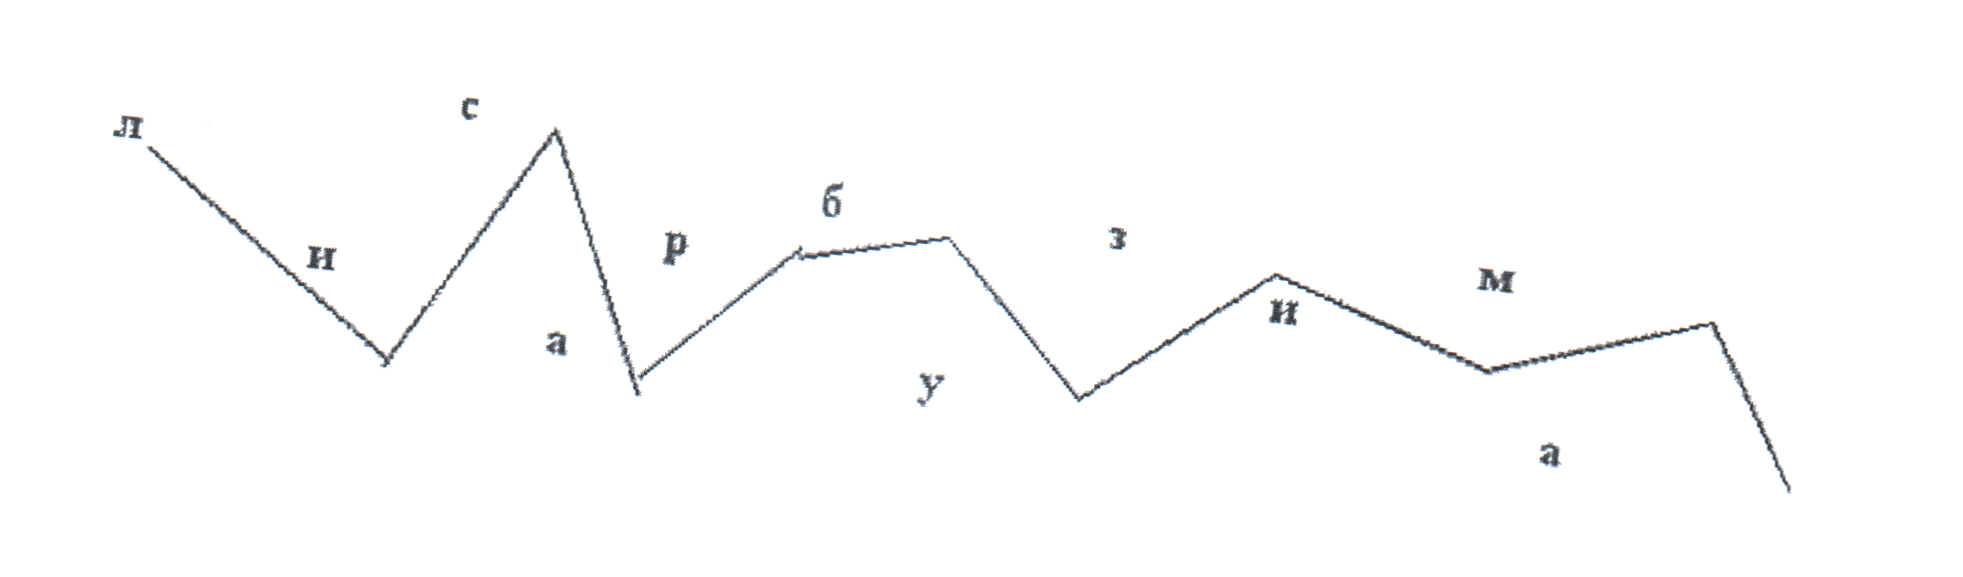 л и с а р б у з и м а